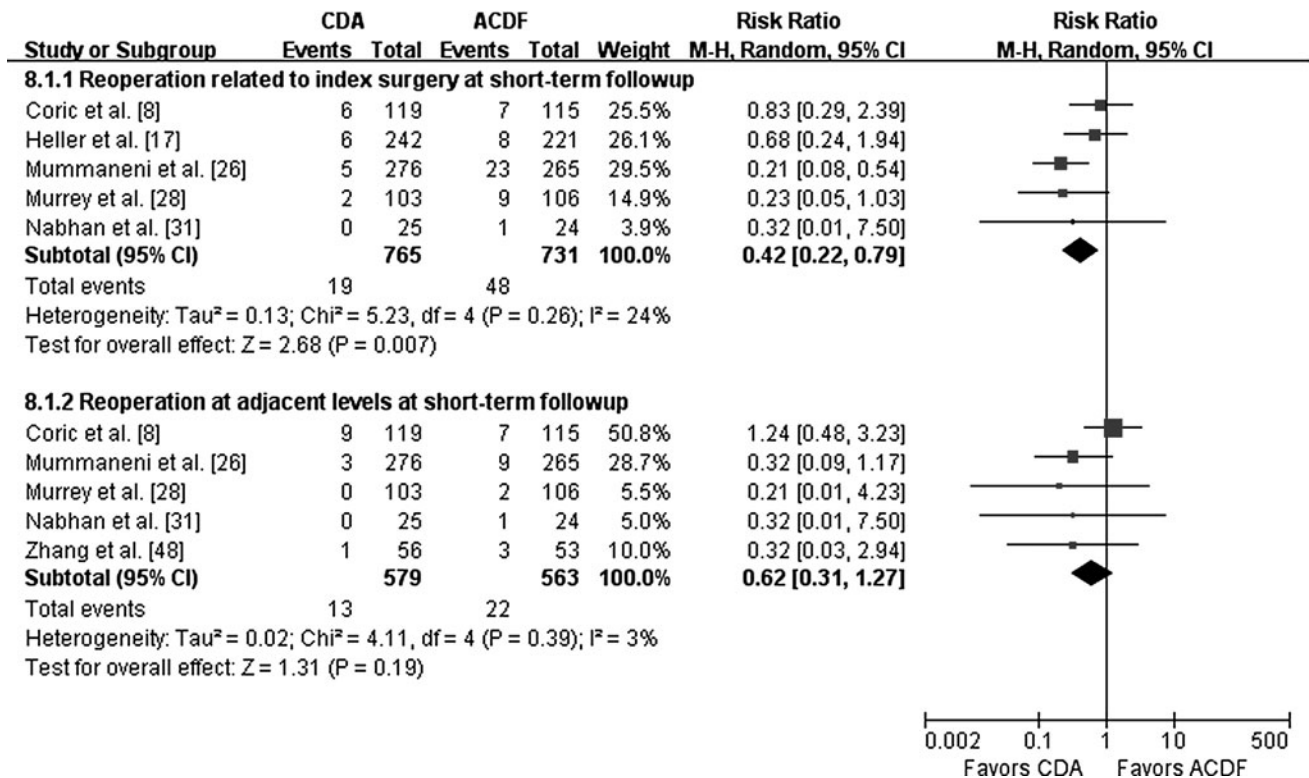 CDA ACDF Risk Ratio Risk Ratio
Study or Subgroup Events Total Events Total Weight M-H, Random, 95% CI M-H, Random, 95% CI
8.1.1 Reoperation related to index surgery at short-term followup
Coric et al. [8] 6 119 7 115 25.5% 0.83 [0.29, 2.39]
Heller et al. [17] 6 242 8 221 26.1% 0.68 [0.24, 1.94]
Mummaneni et al. [26] 5 276 23 265 29.5% 0.21 [0.08, 0.54]
Murrey et al. [28] 2 103 9 106 14.9% 0.23 [0.05, 1.03]
Nabhan et al. [31] 0 25 1 24 3.9% 0.32 [0.01, 7.50]
Subtotal (95% CI) 765 731 100.0% 0.42 [0.22, 0.79]
Total events 19 48
Heterogeneity: Tau² = 0.13; Chi² = 5.23, df = 4 (P = 0.26); I² = 24%
Test for overall effect: Z = 2.68 (P = 0.007)
8.1.2 Reoperation at adjacent levels at short-term followup
Coric et al. [8] 9 119 7 115 50.8% 1.24 [0.48, 3.23]
Mummaneni et al. [26] 3 276 9 265 28.7% 0.32 [0.09, 1.17]
Murrey et al. [28] 0 103 2 106 5.5% 0.21 [0.01, 4.23]
Nabhan et al. [31] 0 25 1 24 5.0% 0.32 [0.01, 7.50]
Zhang et al. [48] 1 56 3 53 10.0% 0.32 [0.03, 2.94]
Subtotal (95% CI) 579 563 100.0% 0.62 [0.31, 1.27]
Total events 13 22
Heterogeneity: Tau² = 0.02; Chi² = 4.11, df = 4 (P = 0.39); I² = 3%
Test for overall effect: Z = 1.31 (P = 0.19)
0.002 0.1 1 10 500
Favors CDA Favors ACDF